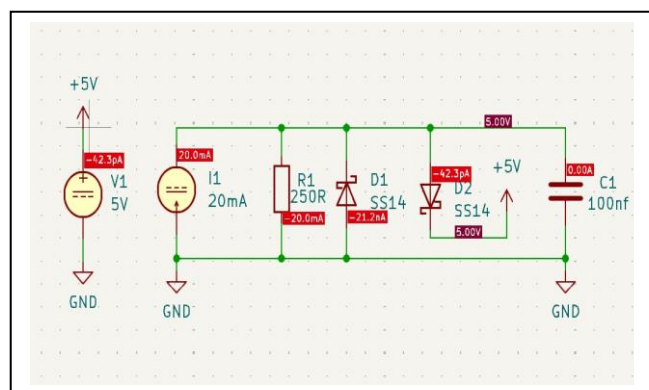 +5V
-42.3pA
V1
5V
GND
20.0mA
I1
20mA
GND
R1
250R
-20.0mA
D1
SS14
-21.2nA
-42.3pA
D2
SS14
5.00V
5.00V
+5V
0.00A
C1
100nf
GND